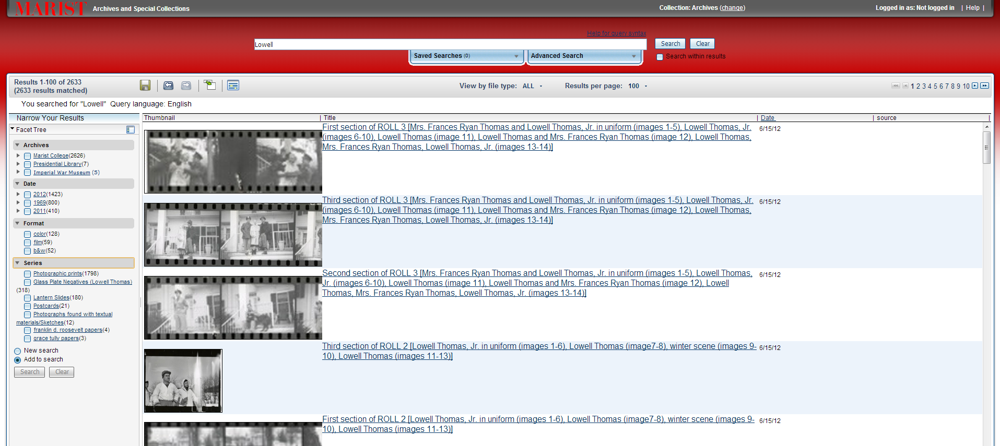 MARIST Archives and Special Collections
Collection: Archives (change)
Logged in as: Not logged in | Help |
Help for query syntax
Lowell
Search Clear
Saved Searches (0) Advanced Search
Search within results
Results 1-100 of 2633
(2633 results matched)
View by file type: ALL
Results per page: 100
1 2 3 4 5 6 7 8 9 10
You searched for "Lowell" Query language: English
Narrow Your Results
Facet Tree
Archives
Marist College(2626)
Presidential Library(7)
Imperial War Museum (5)
Date
2012(1423)
1969(800)
2011(410)
Format
color(128)
film(59)
b&w(52)
Series
Photographic prints(1798)
Glass Plate Negatives (Lowell Thomas)
(318)
Lantern Slides(180)
Postcards(21)
Photographs found with textual
materials/Sketches(12)
franklin d. roosevelt papers(4)
grace tully papers(3)
New search
Add to search
Search Clear
Thumbnail | Title | Date | source |
First section of ROLL 3 [Mrs. Frances Ryan Thomas and Lowell Thomas, Jr. in uniform (images 1-5), Lowell Thomas, Jr. 6/15/12
(images 6-10), Lowell Thomas (image 11), Lowell Thomas and Mrs. Frances Ryan Thomas (image 12), Lowell Thomas,
Mrs. Frances Ryan Thomas, Lowell Thomas, Jr. (images 13-14)]
Third section of ROLL 3 [Mrs. Frances Ryan Thomas and Lowell Thomas, Jr. in uniform (images 1-5), Lowell Thomas, Jr. 6/15/12
(images 6-10), Lowell Thomas (image 11), Lowell Thomas and Mrs. Frances Ryan Thomas (image 12), Lowell Thomas,
Mrs. Frances Ryan Thomas, Lowell Thomas, Jr. (images 13-14)]
Second section of ROLL 3 [Mrs. Frances Ryan Thomas and Lowell Thomas, Jr. in uniform (images 1-5), Lowell Thomas, 6/15/12
Jr. (images 6-10), Lowell Thomas (image 11), Lowell Thomas and Mrs. Frances Ryan Thomas (image 12), Lowell
Thomas, Mrs. Frances Ryan Thomas, Lowell Thomas, Jr. (images 13-14)]
Third section of ROLL 2 [Lowell Thomas, Jr. in uniform (images 1-6), Lowell Thomas (image7-8), winter scene (images 9- 6/15/12
10), Lowell Thomas (images 11-13)]
First section of ROLL 2 [Lowell Thomas, Jr. in uniform (images 1-6), Lowell Thomas (image7-8), winter scene (images 9- 6/15/12
10), Lowell Thomas (images 11-13)]